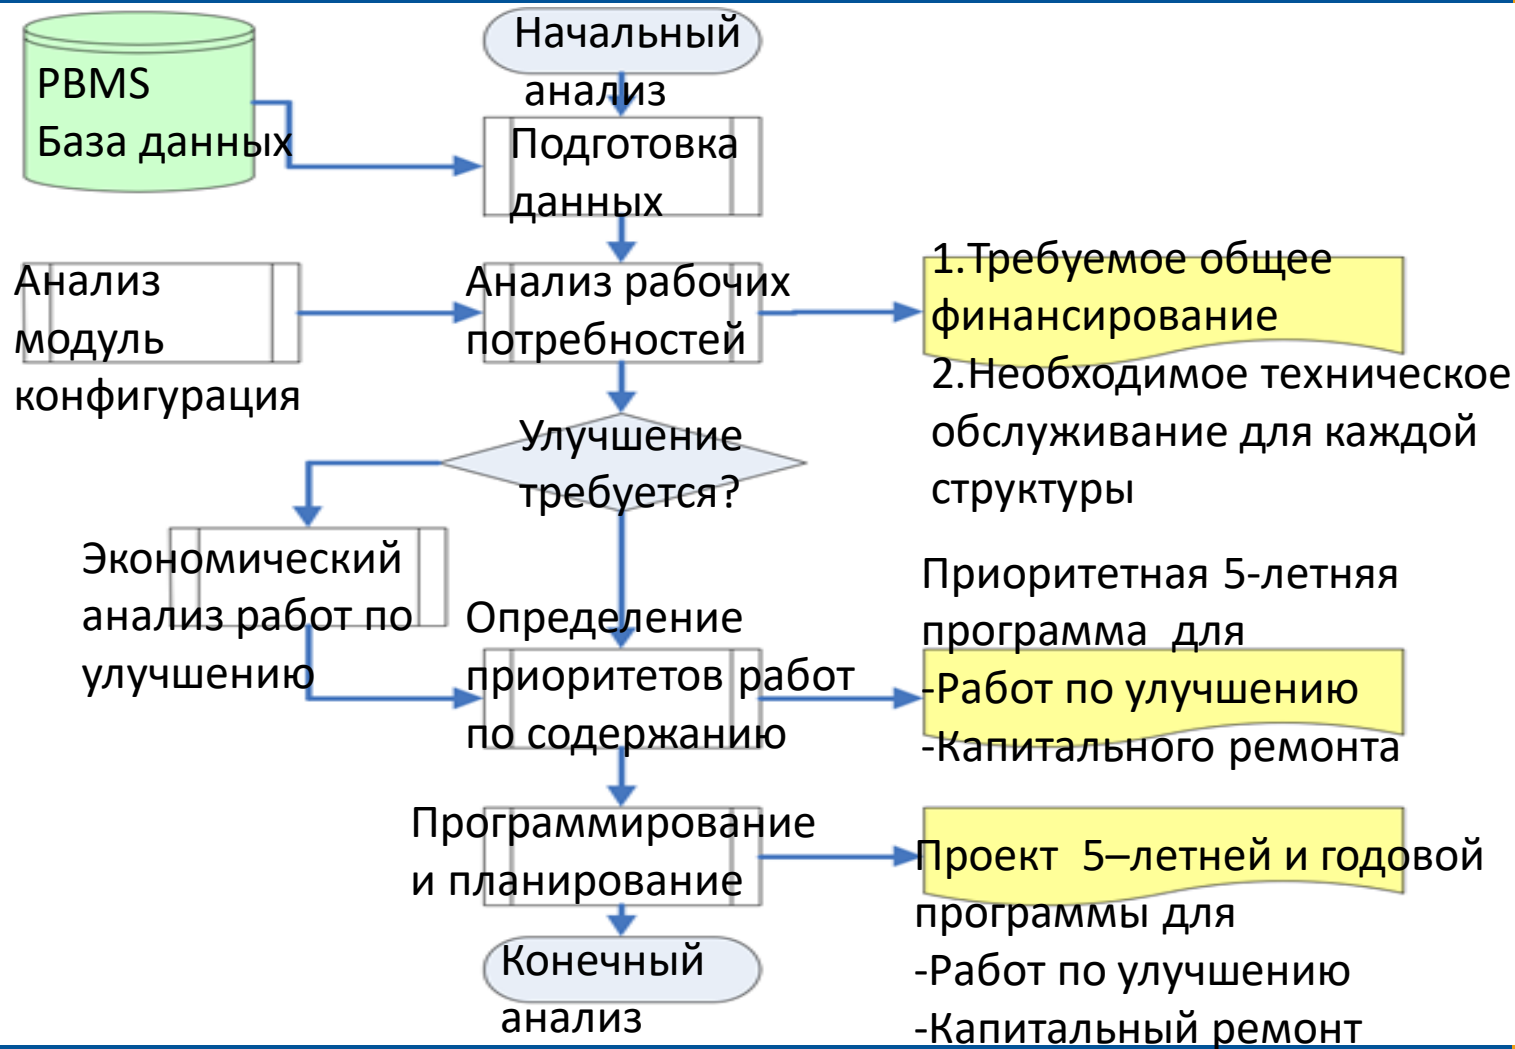 Начальный
анализ
PBMS
База данных
Подготовка
данных
Анализ
модуль
конфигурация
Анализ рабочих
потребностей
1.Требуемое общее
финансирование
2.Необходимое техническое
обслуживание для каждой
структуры
Улучшение
требуется?
Экономический
анализ работ по
улучшению
Определение
приоритетов работ
по содержанию
Приоритетная 5-летняя
программа для
-Работ по улучшению
-Капитального ремонта
Программирование
и планирование
Проект 5–летней и годовой
программы для
-Работ по улучшению
-Капитальный ремонт
Конечный
анализ